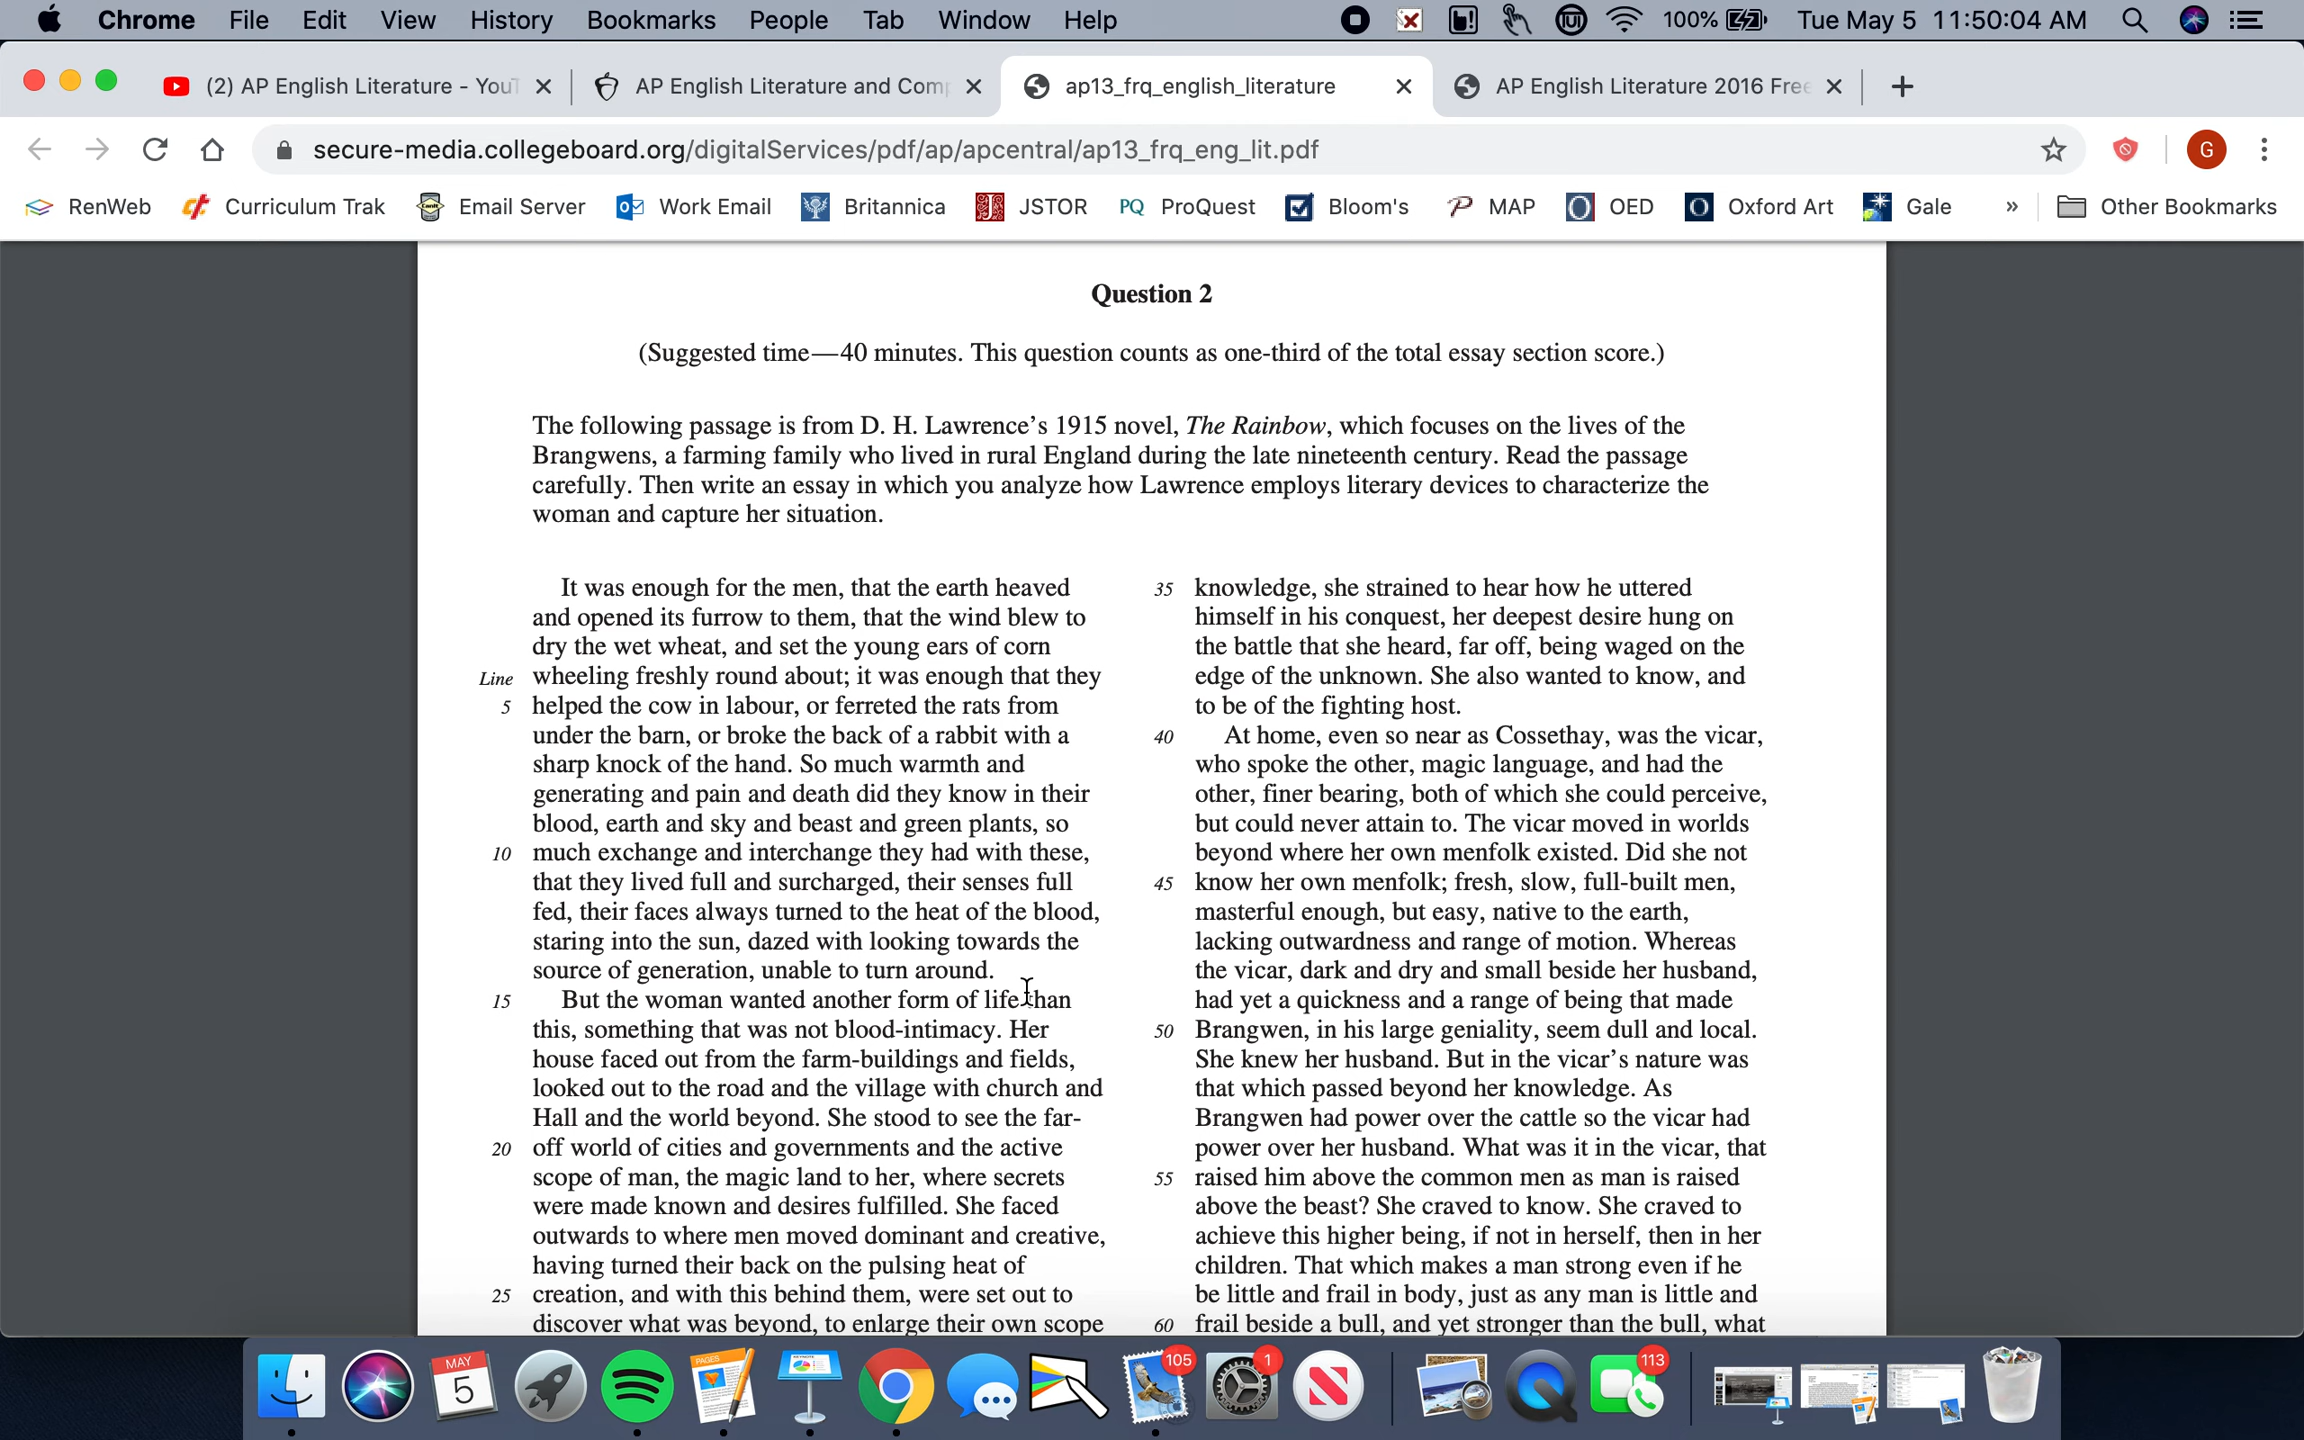 Chrome File Edit View History Bookmarks People Tab Window Help 100% Tue May 5 11:50:04 AM
(2) AP English Literature - YouT
AP English Literature and Com
ap13_frq_english_literature
AP English Literature 2016 Free
secure-media.collegeboard.org/digitalServices/pdf/ap/apcentral/ap13_frq_eng_lit.pdf
G
RenWeb Curriculum Trak Email Server Work Email Britannica JSTOR PQ ProQuest Bloom's MAP OED Oxford Art Gale » Other Bookmarks
Question 2
(Suggested time—40 minutes. This question counts as one-third of the total essay section score.)
The following passage is from D. H. Lawrence’s 1915 novel, The Rainbow, which focuses on the lives of the
Brangwens, a farming family who lived in rural England during the late nineteenth century. Read the passage
carefully. Then write an essay in which you analyze how Lawrence employs literary devices to characterize the
woman and capture her situation.
It was enough for the men, that the earth heaved
and opened its furrow to them, that the wind blew to
dry the wet wheat, and set the young ears of corn
Line wheeling freshly round about; it was enough that they
5 helped the cow in labour, or ferreted the rats from
under the barn, or broke the back of a rabbit with a
sharp knock of the hand. So much warmth and
generating and pain and death did they know in their
blood, earth and sky and beast and green plants, so
10 much exchange and interchange they had with these,
that they lived full and surcharged, their senses full
fed, their faces always turned to the heat of the blood,
staring into the sun, dazed with looking towards the
source of generation, unable to turn around.
15 But the woman wanted another form of life than
this, something that was not blood-intimacy. Her
house faced out from the farm-buildings and fields,
looked out to the road and the village with church and
Hall and the world beyond. She stood to see the far-
20 off world of cities and governments and the active
scope of man, the magic land to her, where secrets
were made known and desires fulfilled. She faced
outwards to where men moved dominant and creative,
having turned their back on the pulsing heat of
25 creation, and with this behind them, were set out to
discover what was beyond, to enlarge their own scope
35 knowledge, she strained to hear how he uttered
himself in his conquest, her deepest desire hung on
the battle that she heard, far off, being waged on the
edge of the unknown. She also wanted to know, and
to be of the fighting host.
40 At home, even so near as Cossethay, was the vicar,
who spoke the other, magic language, and had the
other, finer bearing, both of which she could perceive,
but could never attain to. The vicar moved in worlds
beyond where her own menfolk existed. Did she not
45 know her own menfolk; fresh, slow, full-built men,
masterful enough, but easy, native to the earth,
lacking outwardness and range of motion. Whereas
the vicar, dark and dry and small beside her husband,
had yet a quickness and a range of being that made
50 Brangwen, in his large geniality, seem dull and local.
She knew her husband. But in the vicar’s nature was
that which passed beyond her knowledge. As
Brangwen had power over the cattle so the vicar had
power over her husband. What was it in the vicar, that
55 raised him above the common men as man is raised
above the beast? She craved to know. She craved to
achieve this higher being, if not in herself, then in her
children. That which makes a man strong even if he
be little and frail in body, just as any man is little and
60 frail beside a bull, and yet stronger than the bull, what
MAY
5
PAGES
105
1
113